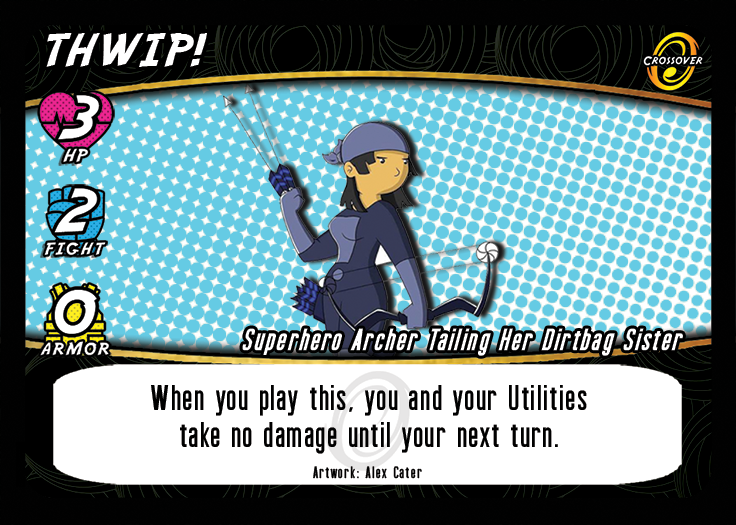 THWIP!
CROSSOVER
3
HP
2
FIGHT
0
ARMOR
Superhero Archer Tailing Her Dirtbag Sister
When you play this, you and your Utilities
take no damage until your next turn.
Artwork: Alex Cater